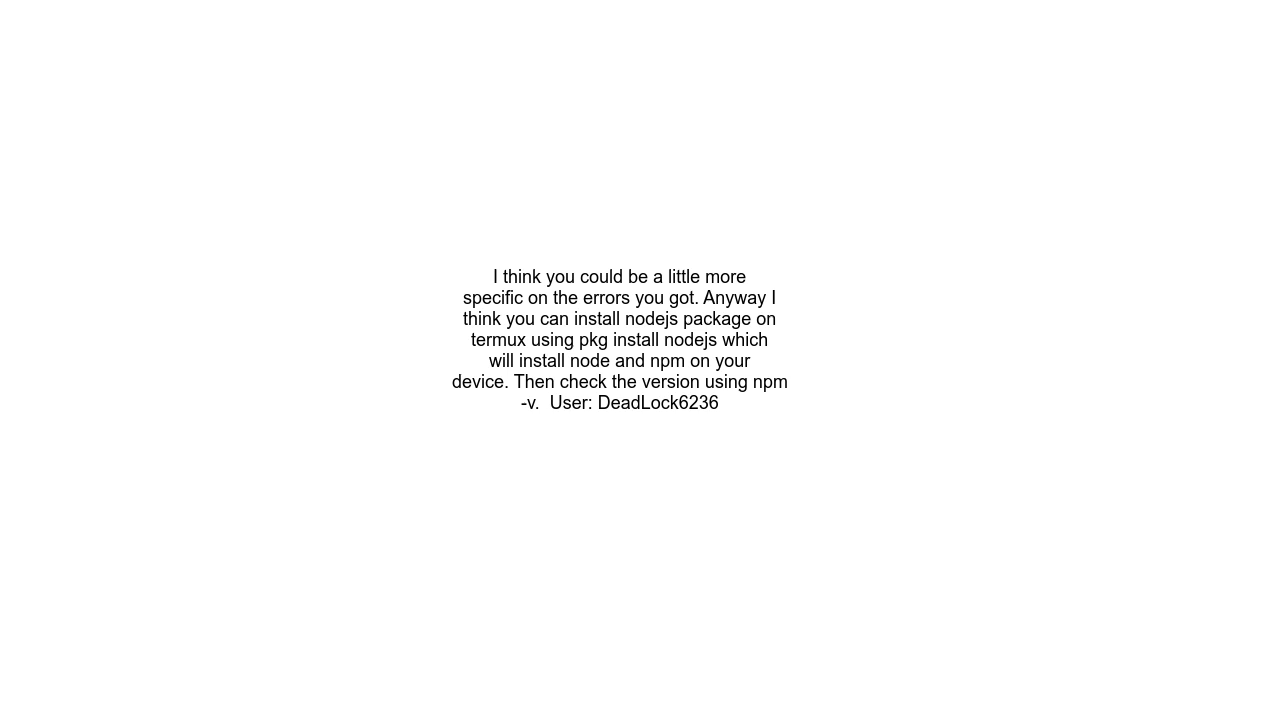 I think you could be a little more
specific on the errors you got. Anyway I
think you can install nodejs package on
termux using pkg install nodejs which
will install node and npm on your
device. Then check the version using npm
-v.  User: DeadLock6236